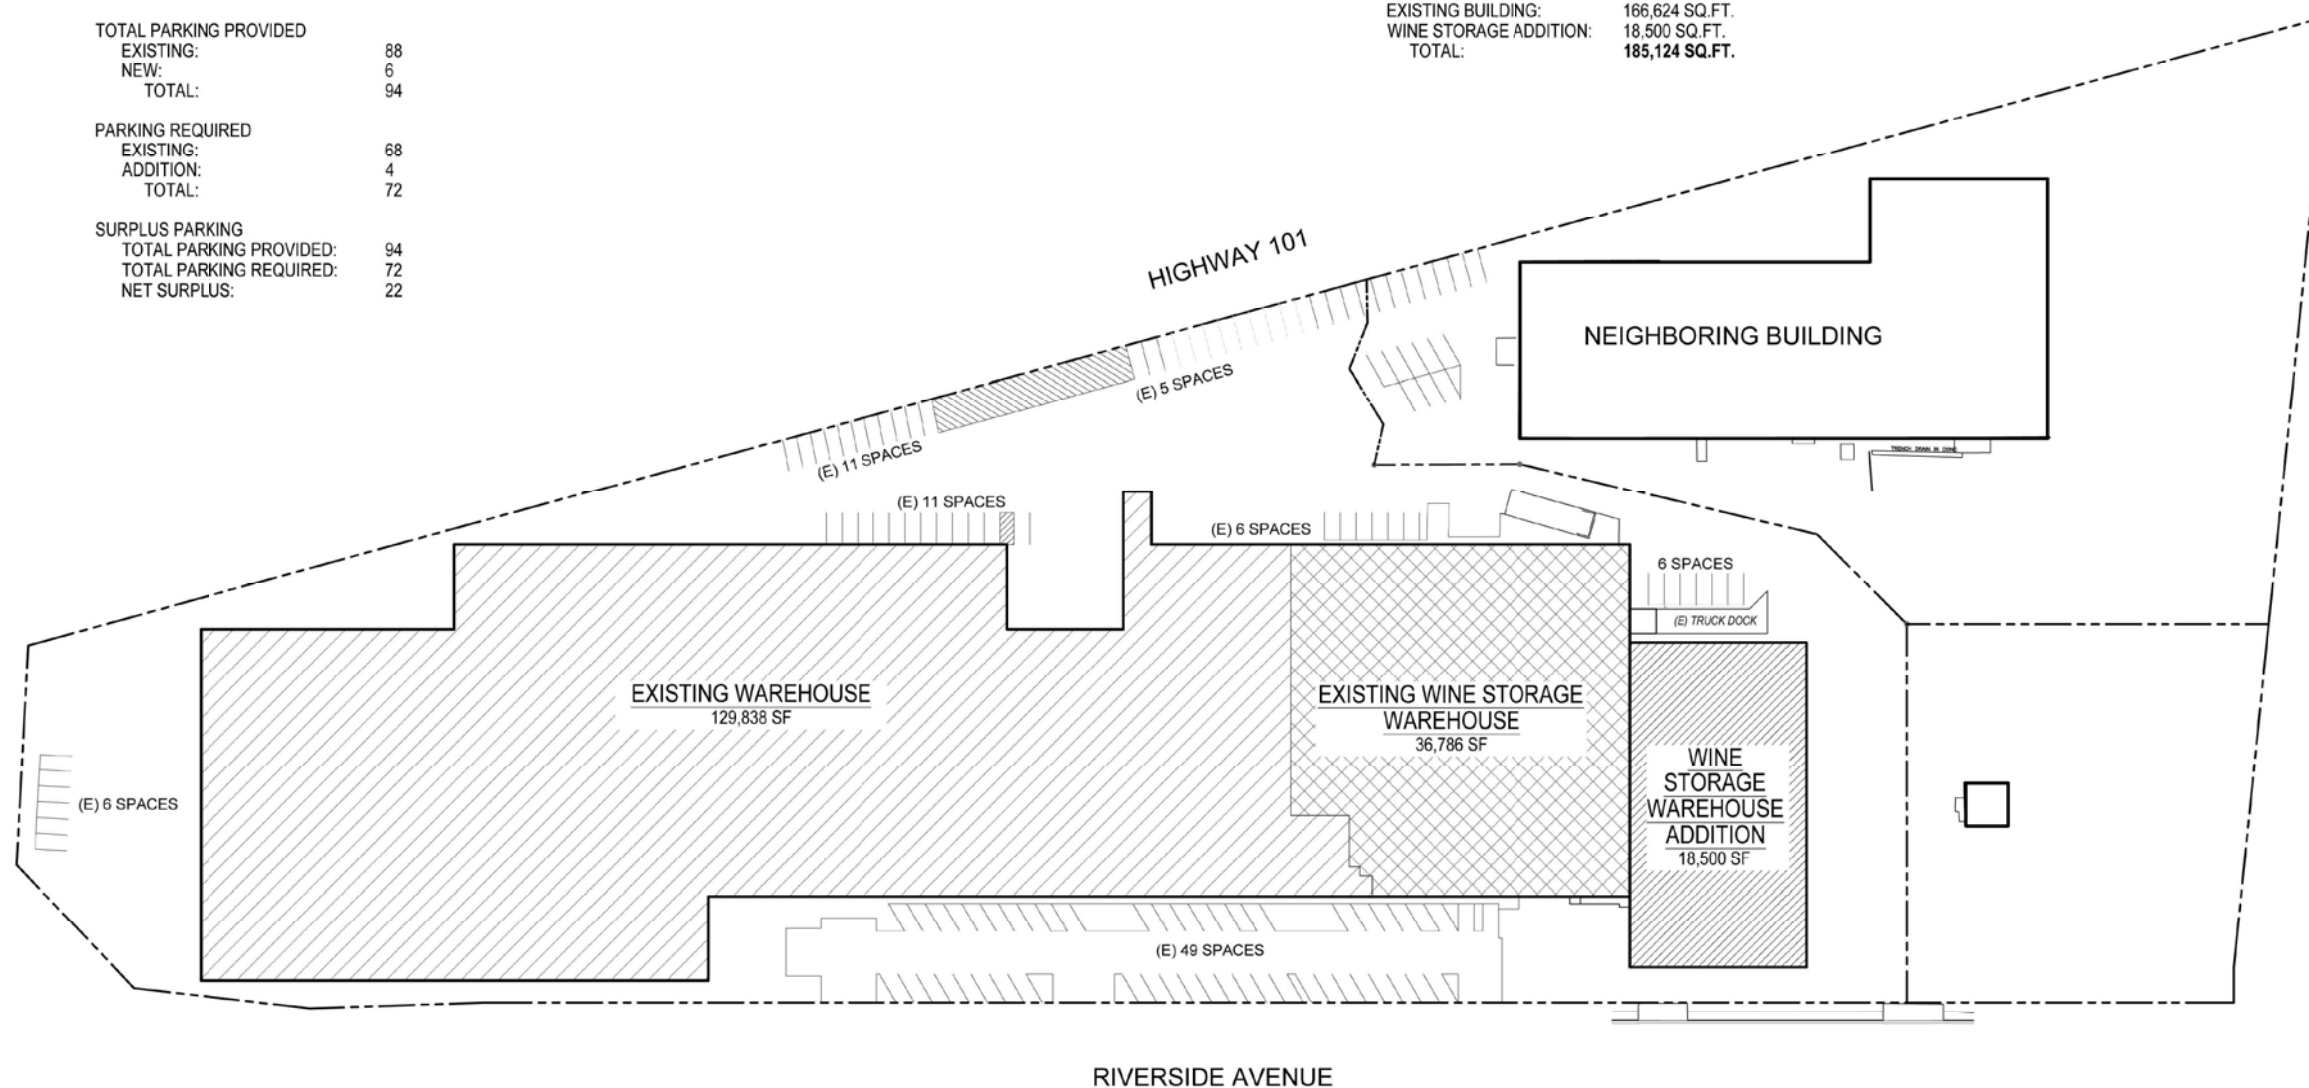 TOTAL PARKING PROVIDED
EXISTING: 88
NEW: 6
TOTAL: 94
PARKING REQUIRED
EXISTING: 68
ADDITION: 4
TOTAL: 72
SURPLUS PARKING
TOTAL PARKING PROVIDED: 94
TOTAL PARKING REQUIRED: 72
NET SURPLUS: 22
EXISTING BUILDING: 166,624 SQ.FT.
WINE STORAGE ADDITION: 18,500 SQ.FT.
TOTAL: 185,124 SQ.FT.
HIGHWAY 101
NEIGHBORING BUILDING
(E) 5 SPACES
TRENCH DRAIN IN CONC
(E) 11 SPACES
(E) 11 SPACES
(E) 6 SPACES
6 SPACES
(E) TRUCK DOCK
EXISTING WAREHOUSE
129,838 SF
EXISTING WINE STORAGE
WAREHOUSE
36,786 SF
WINE
STORAGE
WAREHOUSE
ADDITION
18,500 SF
(E) 6 SPACES
(E) 49 SPACES
RIVERSIDE AVENUE